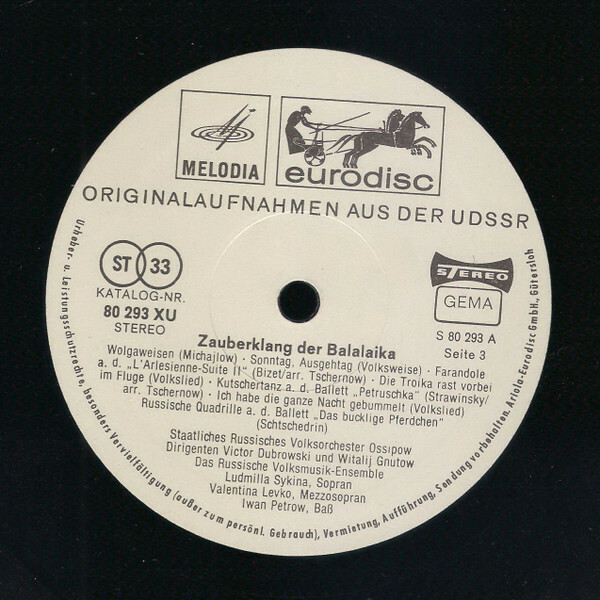 MELODIA
eurodisc
ORIGINALAUFNAHMEN AUS DER UDSSR
ST 33
KATALOG-NR.
80 293 XU
STEREO
STEREO
GEMA
S 80 293 A
Seite 3
Zauberklang der Balalaika
Wolgaweisen (Michajlow) · Sonntag, Ausgehtag (Volksweise) · Farandole
a. d. „L'Arlesienne-Suite II" (Bizet/arr. Tschernow) · Die Troika rast vorbei
im Fluge (Volkslied) · Kutschertanz a. d. Ballett „Petruschka" (Strawinsky/
arr. Tschernow) · Ich habe die ganze Nacht gebummelt (Volkslied)
Russische Quadrille a. d. Ballett „Das bucklige Pferdchen"
(Schtschedrin)
Staatliches Russisches Volksorchester Ossipow
Dirigenten Victor Dubrowski und Witalij Gnutow
Das Russische Volksmusik-Ensemble
Ludmilla Sykina, Sopran
Valentina Levko, Mezzosopran
Iwan Petrow, Baß
Urheber- u. Leistungsschutzrechte, besonders Vervielfältigung (außer zum persönl. Gebrauch), Vermietung, Aufführung, Sendung vorbehalten. Ariola-Eurodisc GmbH., Gütersloh